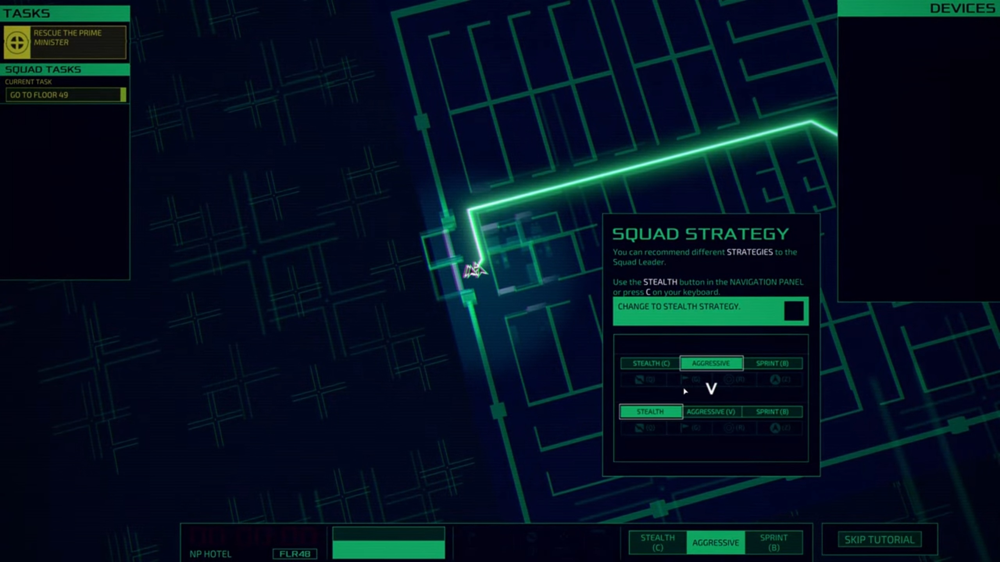 TASKS
RESCUE THE PRIME
MINISTER
SQUAD TASKS
CURRENT TASK
GO TO FLOOR 49
DEVICES
SQUAD STRATEGY
You can recommend different STRATEGIES to the
Squad Leader.
Use the STEALTH button in the NAVIGATION PANEL
or press C on your keyboard.
CHANGE TO STEALTH STRATEGY.
STEALTH (C) AGGRESSIVE SPRINT (B)
(Q) (G) (R) (Z)
V
STEALTH AGGRESSIVE (V) SPRINT (B)
(Q) (G) (R) (Z)
NP HOTEL FLR48
STEALTH
(C)
AGGRESSIVE
SPRINT
(B)
SKIP TUTORIAL